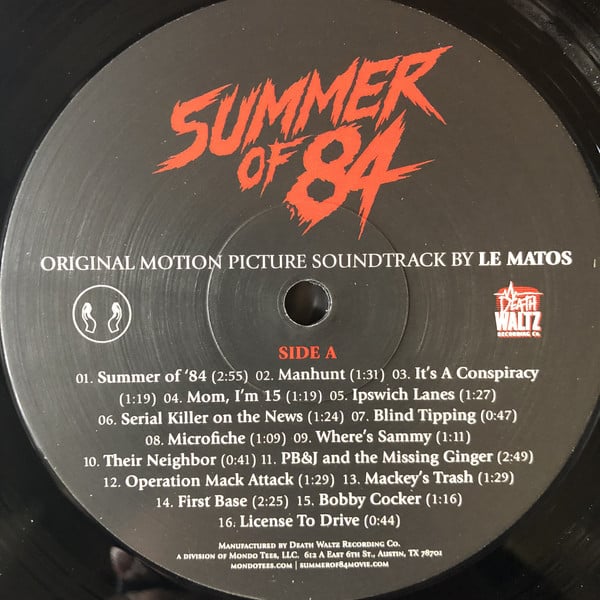 SUMMER
OF 84
ORIGINAL MOTION PICTURE SOUNDTRACK BY LE MATOS
DEATH
WALTZ
RECORDING CO.
SIDE A
01. Summer of '84 (2:55) 02. Manhunt (1:31) 03. It's A Conspiracy
(1:19) 04. Mom, I'm 15 (1:19) 05. Ipswich Lanes (1:27)
06. Serial Killer on the News (1:24) 07. Blind Tipping (0:47)
08. Microfiche (1:09) 09. Where's Sammy (1:11)
10. Their Neighbor (0:41) 11. PB&J and the Missing Ginger (2:49)
12. Operation Mack Attack (1:29) 13. Mackey's Trash (1:29)
14. First Base (2:25) 15. Bobby Cocker (1:16)
16. License To Drive (0:44)
Manufactured by Death Waltz Recording Co.
a division of Mondo Tees, LLC. 612 A East 6th St., Austin, TX 78701
mondotees.com | summerof84movie.com